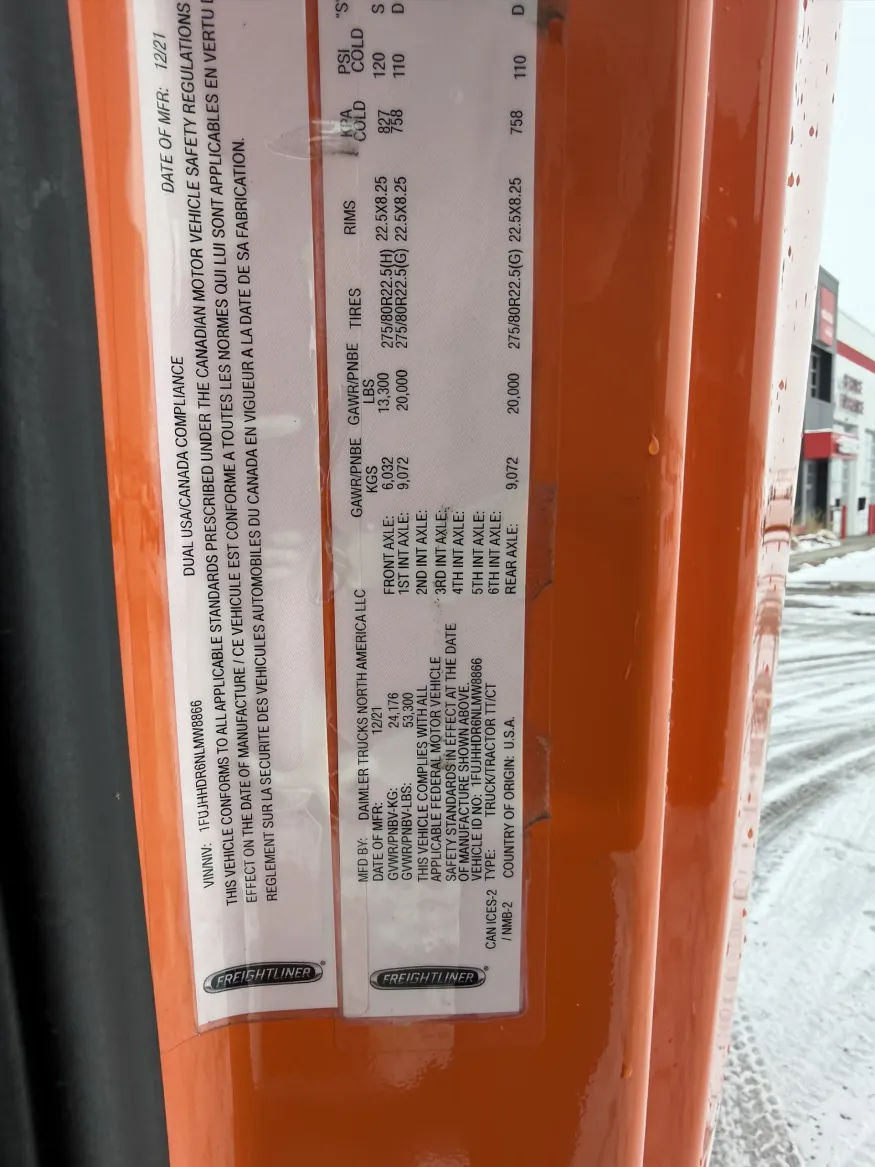 DATE OF MFR: 12/21
DUAL USA/CANADA COMPLIANCE
VIN/NIV: 1FUJHHDR6NLMW8866
THIS VEHICLE CONFORMS TO ALL APPLICABLE STANDARDS PRESCRIBED UNDER THE CANADIAN MOTOR VEHICLE SAFETY REGULATIONS
EFFECT ON THE DATE OF MANUFACTURE / CE VEHICULE EST CONFORME A TOUTES LES NORMES QUI LUI SONT APPLICABLES EN VERTU
REGLEMENT SUR LA SECURITE DES VEHICULES AUTOMOBILES DU CANADA EN VIGUEUR A LA DATE DE SA FABRICATION.
FREIGHTLINER®
MFD BY: DAIMLER TRUCKS NORTH AMERICA LLC
DATE OF MFR: 12/21
GVWR/PNBV-KG: 24,176
GVWR/PNBV-LBS: 53,300
THIS VEHICLE COMPLIES WITH ALL
APPLICABLE FEDERAL MOTOR VEHICLE
SAFETY STANDARDS IN EFFECT AT THE DATE
OF MANUFACTURE SHOWN ABOVE.
VEHICLE ID NO: 1FUJHHDR6NLMW8866
TYPE: TRUCK/TRACTOR TT/CT
COUNTRY OF ORIGIN: U.S.A.
CAN ICES-2
/ NMB-2
FREIGHTLINER®
GAWR/PNBE GAWR/PNBE TIRES RIMS KPA PSI "S"
KGS LBS COLD COLD
FRONT AXLE: 6,032 13,300 275/80R22.5(H) 22.5X8.25 827 120 S
1ST INT AXLE: 9,072 20,000 275/80R22.5(G) 22.5X8.25 758 110 D
2ND INT AXLE:
3RD INT AXLE:
4TH INT AXLE:
5TH INT AXLE:
6TH INT AXLE:
REAR AXLE: 9,072 20,000 275/80R22.5(G) 22.5X8.25 758 110 D